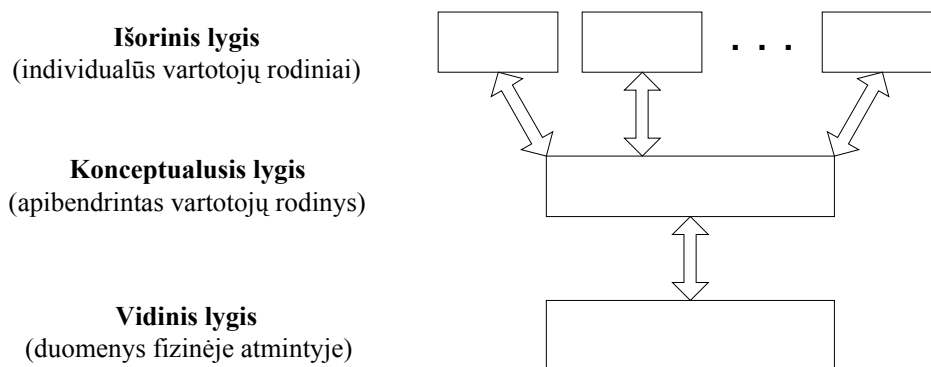 Išorinis lygis
(individualūs vartotojų rodiniai)
. . .
Konceptualusis lygis
(apibendrintas vartotojų rodinys)
Vidinis lygis
(duomenys fizinėje atmintyje)